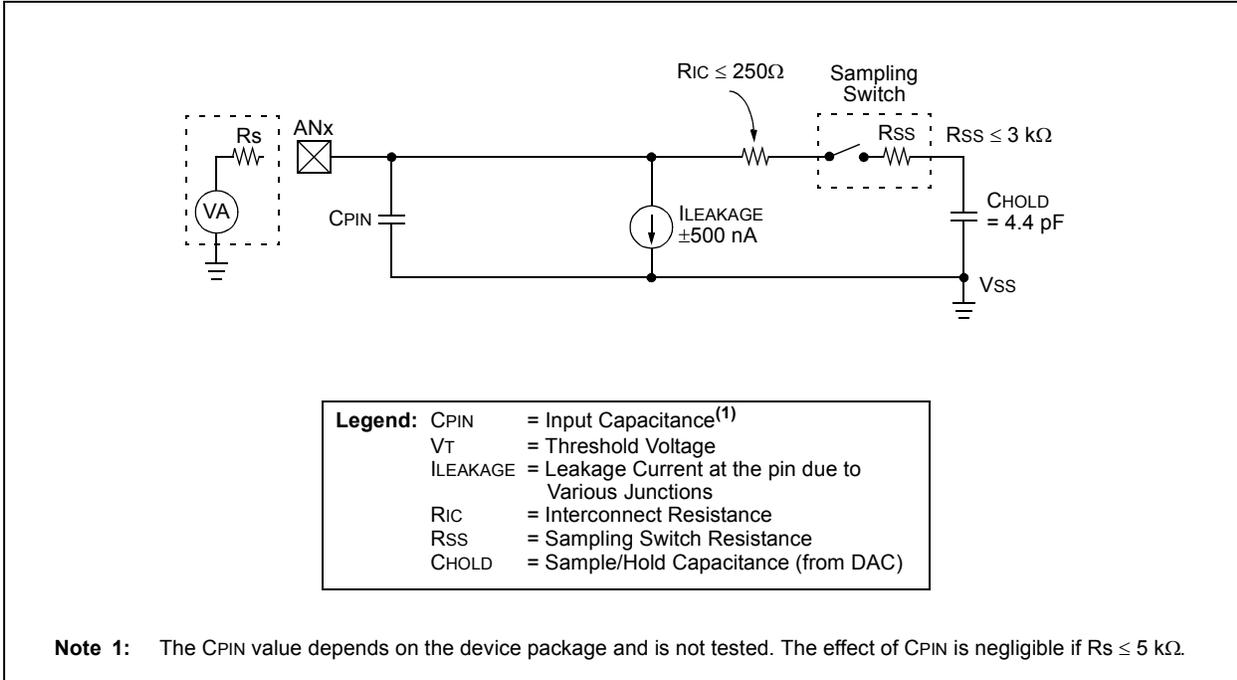 RIC ≤ 250Ω
Sampling
Switch
Rs
ANx
RSS
RSS ≤ 3 kΩ
VA
CPIN
ILEAKAGE
±500 nA
CHOLD
= 4.4 pF
VSS
Legend: CPIN = Input Capacitance(1)
VT = Threshold Voltage
ILEAKAGE = Leakage Current at the pin due to
Various Junctions
RIC = Interconnect Resistance
RSS = Sampling Switch Resistance
CHOLD = Sample/Hold Capacitance (from DAC)
Note 1: The CPIN value depends on the device package and is not tested. The effect of CPIN is negligible if Rs ≤ 5 kΩ.